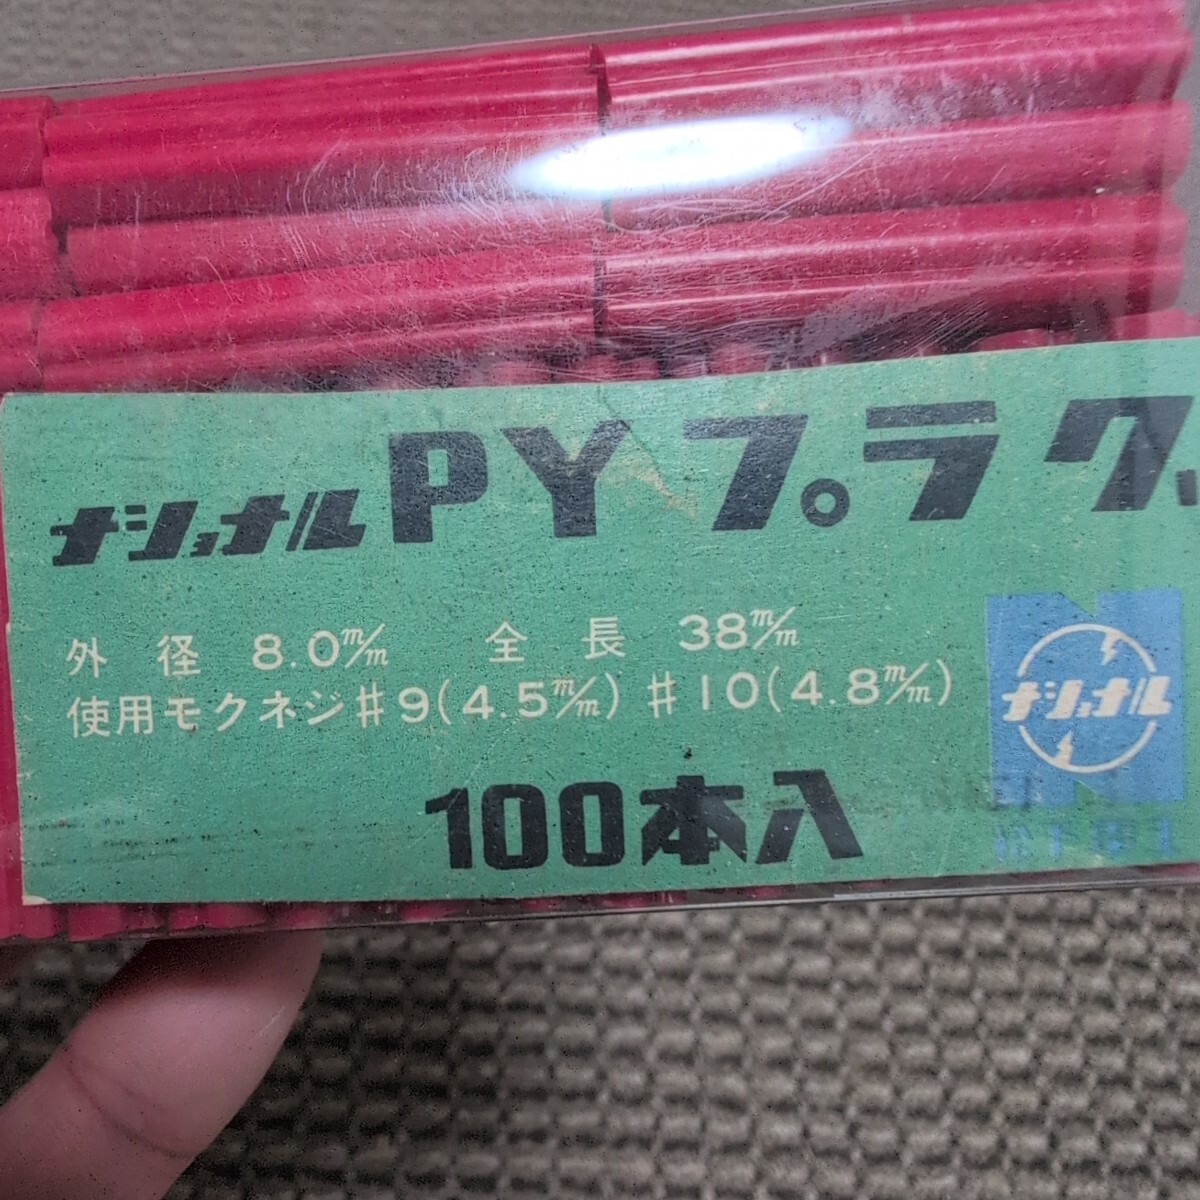 ナショナル PYプラグ
外径 8.0m/m 全長 38m/m
使用モクネジ#9(4.5m/m) #10(4.8m/m)
ナショナル
100本入